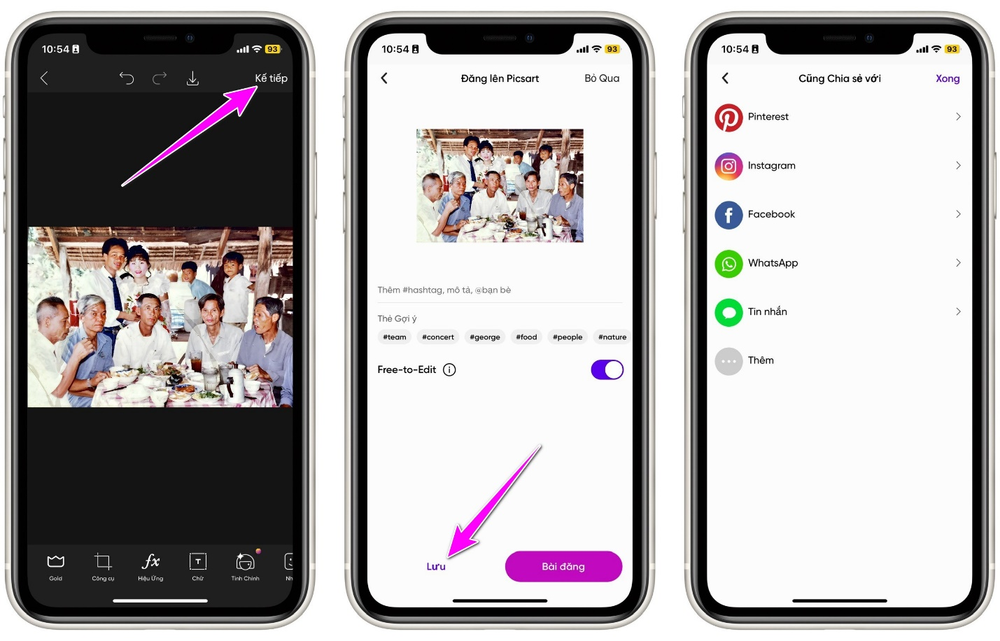 10:54
93
Kế tiếp
Gold
Công cụ
Hiệu Ứng
Chữ
Tinh Chỉnh
Nh
10:54
93
Đăng lên Picsart
Bỏ Qua
Thêm #hashtag, mô tả, @bạn bè
Thẻ Gợi ý
#team #concert #george #food #people #nature
Free-to-Edit
Lưu
Bài đăng
10:54
93
Cũng Chia sẻ với
Xong
Pinterest
Instagram
Facebook
WhatsApp
Tin nhắn
Thêm